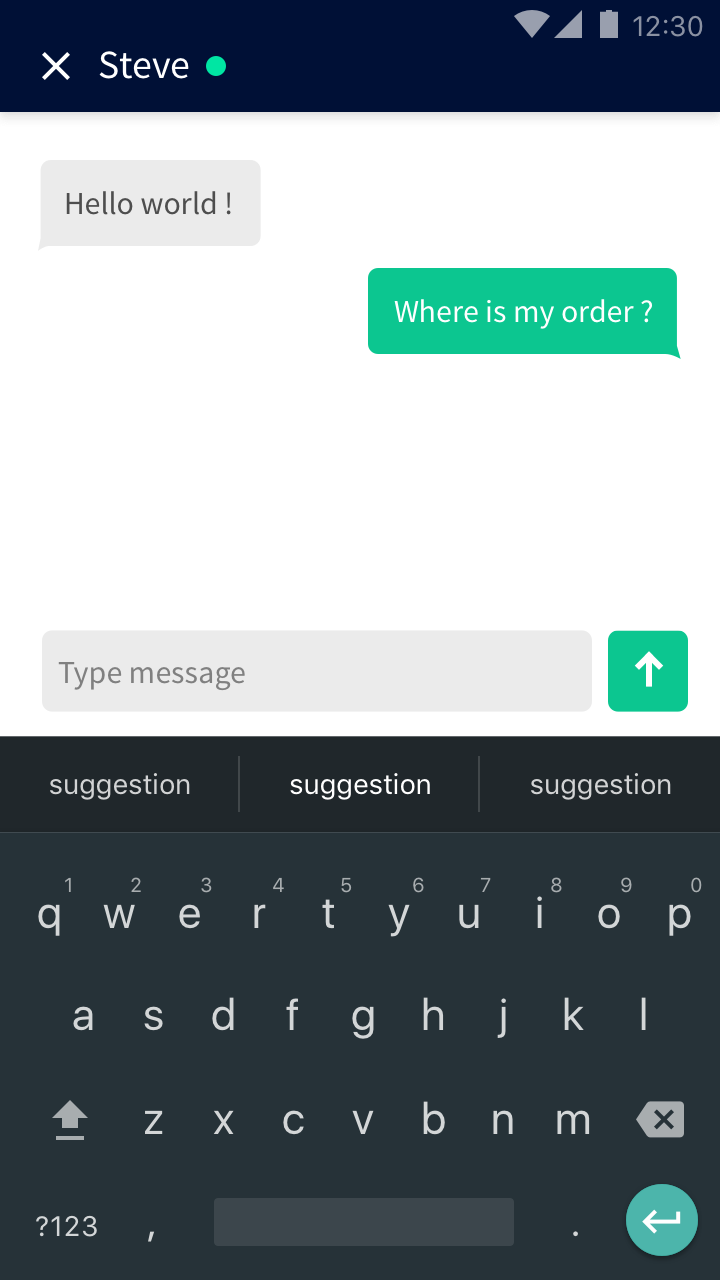 12:30
Steve
Hello world !
Where is my order ?
Type message
suggestion suggestion suggestion
1 2 3 4 5 6 7 8 9 0
q w e r t y u i o p
a s d f g h j k l
z x c v b n m
?123 , .